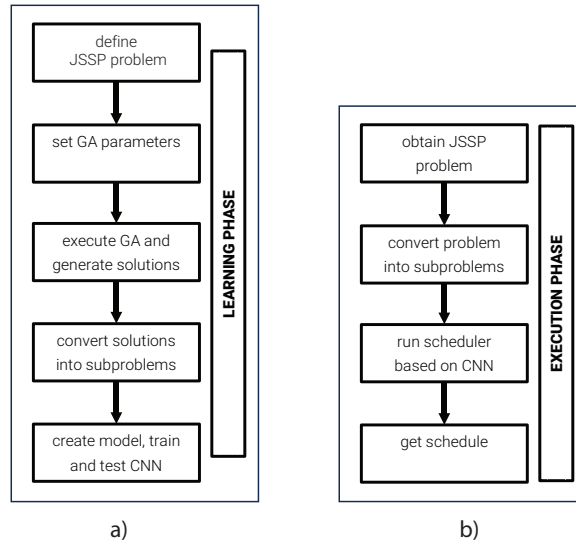 define
JSSP problem
set GA parameters
execute GA and
generate solutions
convert solutions
into subproblems
create model, train
and test CNN
LEARNING PHASE
a)
obtain JSSP
problem
convert problem
into subproblems
run scheduler
based on CNN
get schedule
EXECUTION PHASE
b)